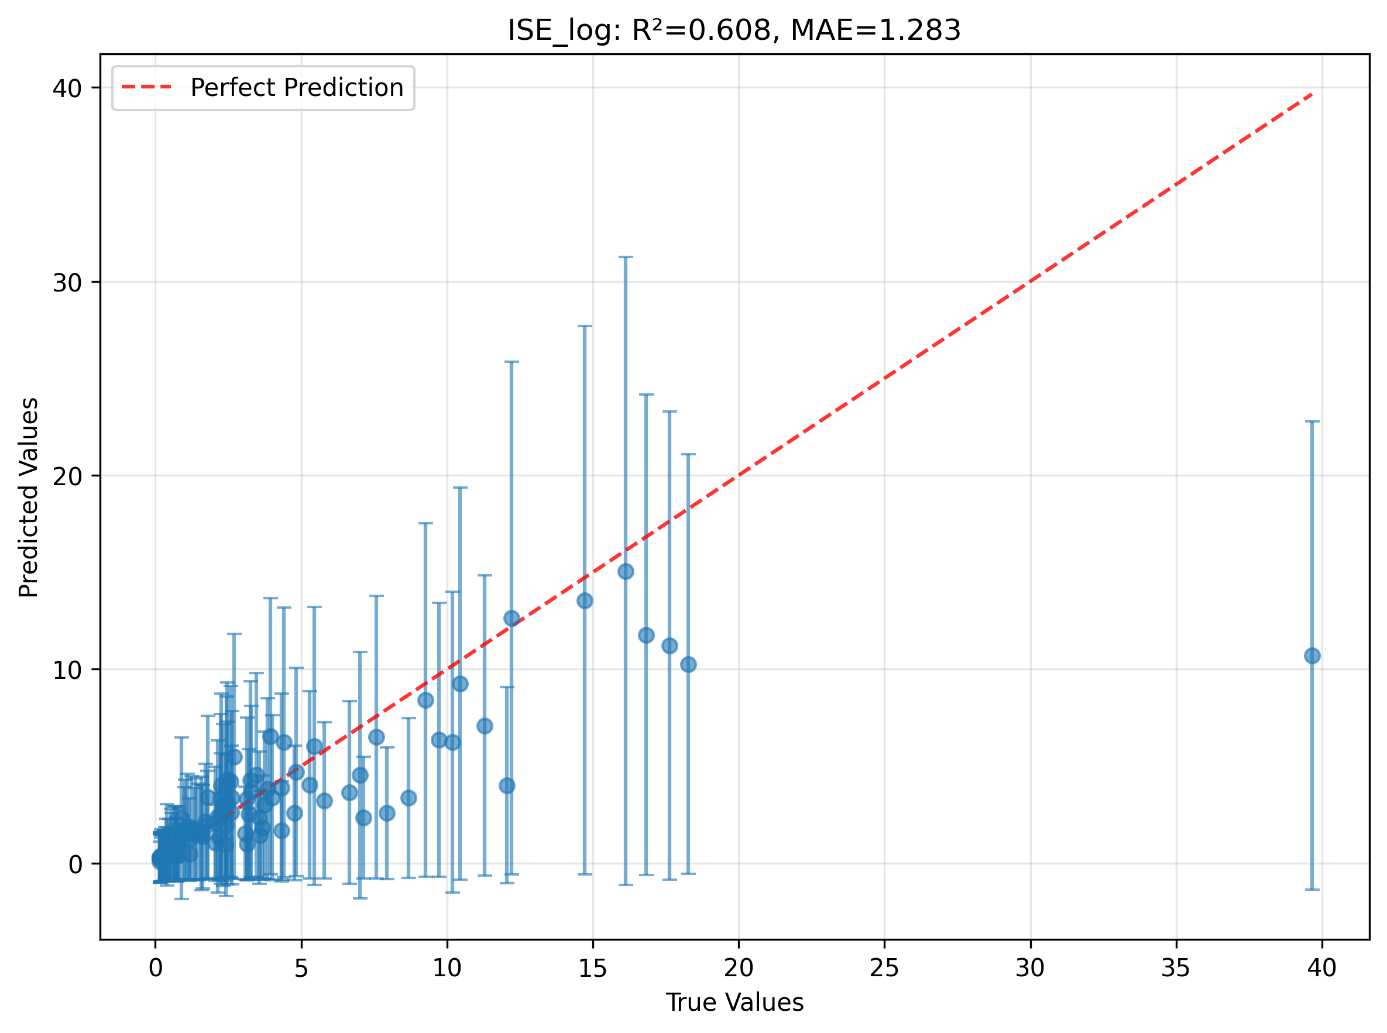 ISE_log: R²=0.608, MAE=1.283
Perfect Prediction
40
30
20
10
0
Predicted Values
0 5 10 15 20 25 30 35 40
True Values